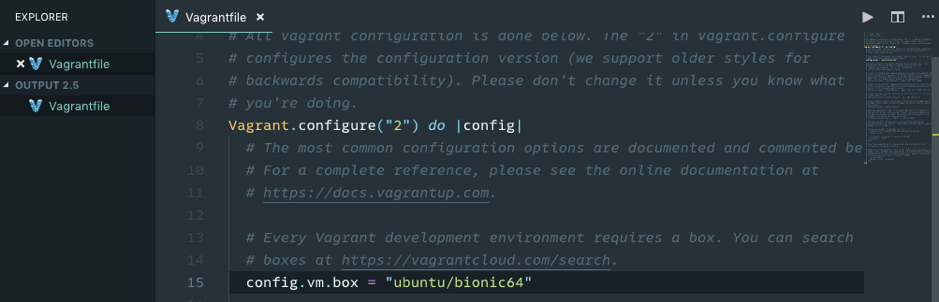 EXPLORER
OPEN EDITORS
Vagrantfile
OUTPUT 2.5
Vagrantfile
Vagrantfile
4 # All Vagrant configuration is done below. The "2" in Vagrant.configure
5 # configures the configuration version (we support older styles for
6 # backwards compatibility). Please don't change it unless you know what
7 # you're doing.
8 Vagrant.configure("2") do |config|
9 # The most common configuration options are documented and commented be
10 # For a complete reference, please see the online documentation at
11 # https://docs.vagrantup.com.
12
13 # Every Vagrant development environment requires a box. You can search
14 # boxes at https://vagrantcloud.com/search.
15 config.vm.box = "ubuntu/bionic64"